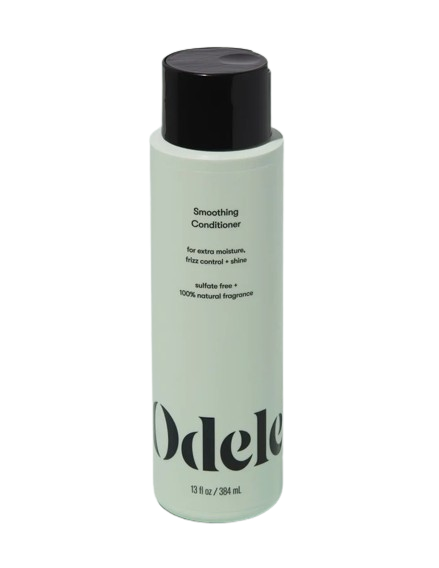 Smoothing
Conditioner
for extra moisture,
frizz control + shine
sulfate free +
100% natural fragrance
Odele
13 fl oz / 384 mL